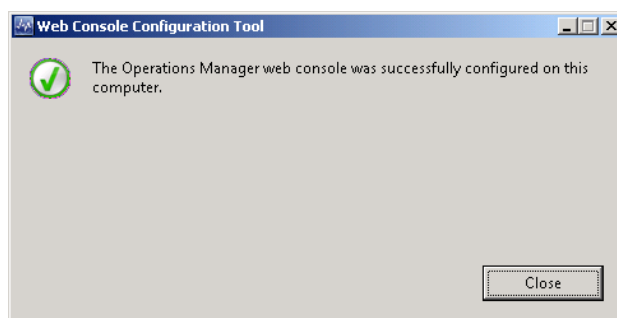 Web Console Configuration Tool
The Operations Manager web console was successfully configured on this
computer.
Close